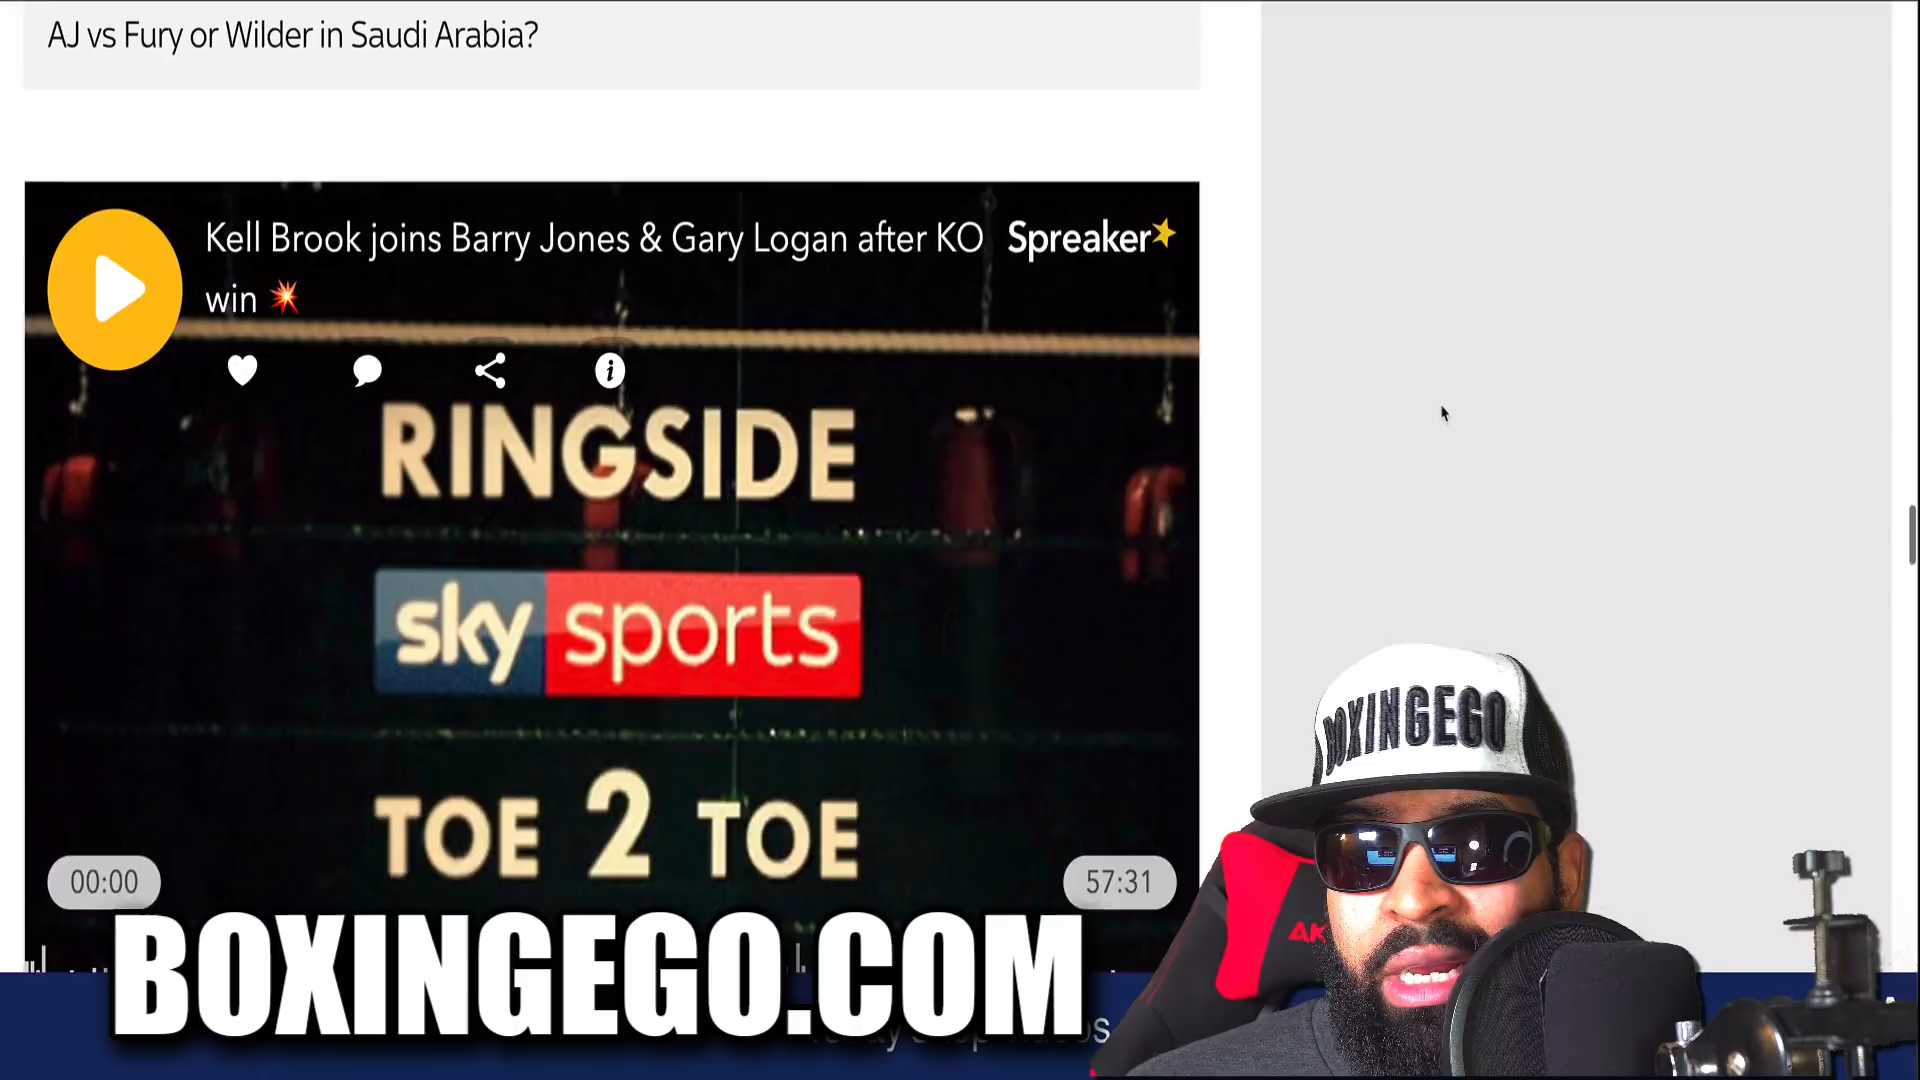 AJ vs Fury or Wilder in Saudi Arabia?
Kell Brook joins Barry Jones & Gary Logan after KO
win
Spreaker
RINGSIDE
sky sports
TOE 2 TOE
00:00
57:31
BOXINGEGO
AK
BOXINGEGO.COM